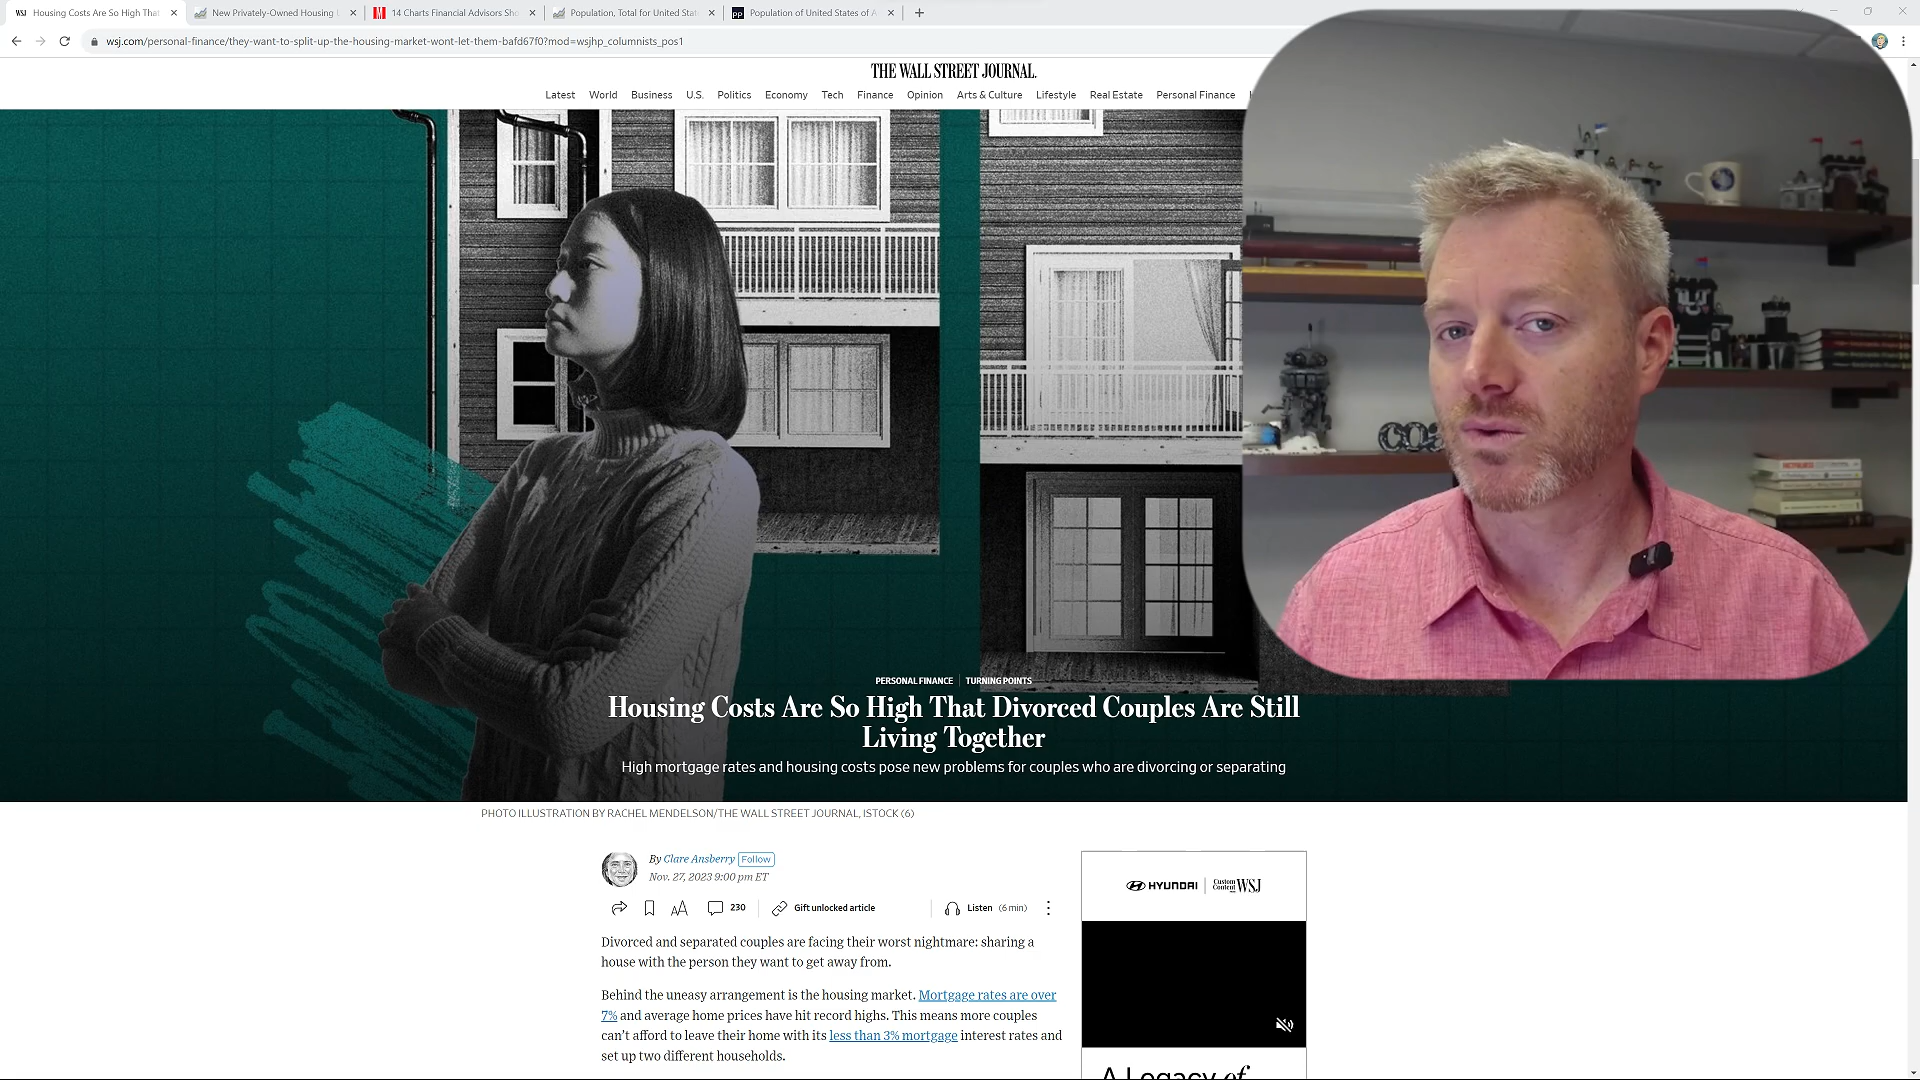 Housing Costs Are So High That
New Privately-Owned Housing
14 Charts Financial Advisors Sho
Population, Total for United Stat
Population of United States of A
wsj.com/personal-finance/they-want-to-split-up-the-housing-market-wont-let-them-bafd67f0?mod=wsjhp_columnists_pos1
THE WALL STREET JOURNAL.
Latest World Business U.S. Politics Economy Tech Finance Opinion Arts & Culture Lifestyle Real Estate Personal Finance
PERSONAL FINANCE | TURNING POINTS
Housing Costs Are So High That Divorced Couples Are Still
Living Together
High mortgage rates and housing costs pose new problems for couples who are divorcing or separating
PHOTO ILLUSTRATION BY RACHEL MENDELSON/THE WALL STREET JOURNAL, ISTOCK (6)
By Clare Ansberry Follow
Nov. 27, 2023 9:00 pm ET
AA 230 Gift unlocked article Listen (6 min)
Divorced and separated couples are facing their worst nightmare: sharing a
house with the person they want to get away from.
Behind the uneasy arrangement is the housing market. Mortgage rates are over
7% and average home prices have hit record highs. This means more couples
can't afford to leave their home with its less than 3% mortgage interest rates and
set up two different households.
HYUNDAI | Custom Content WSJ
A Legacy of